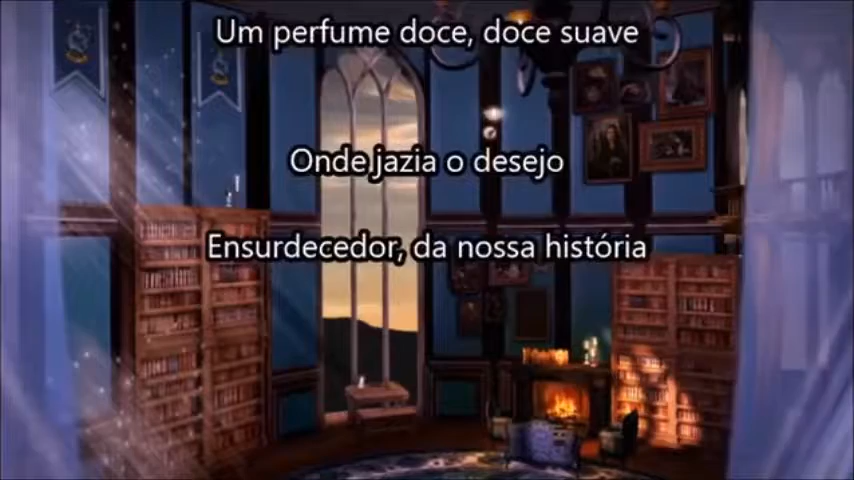 Um perfume doce, doce suave
Onde jazia o desejo
Ensurdecedor, da nossa história